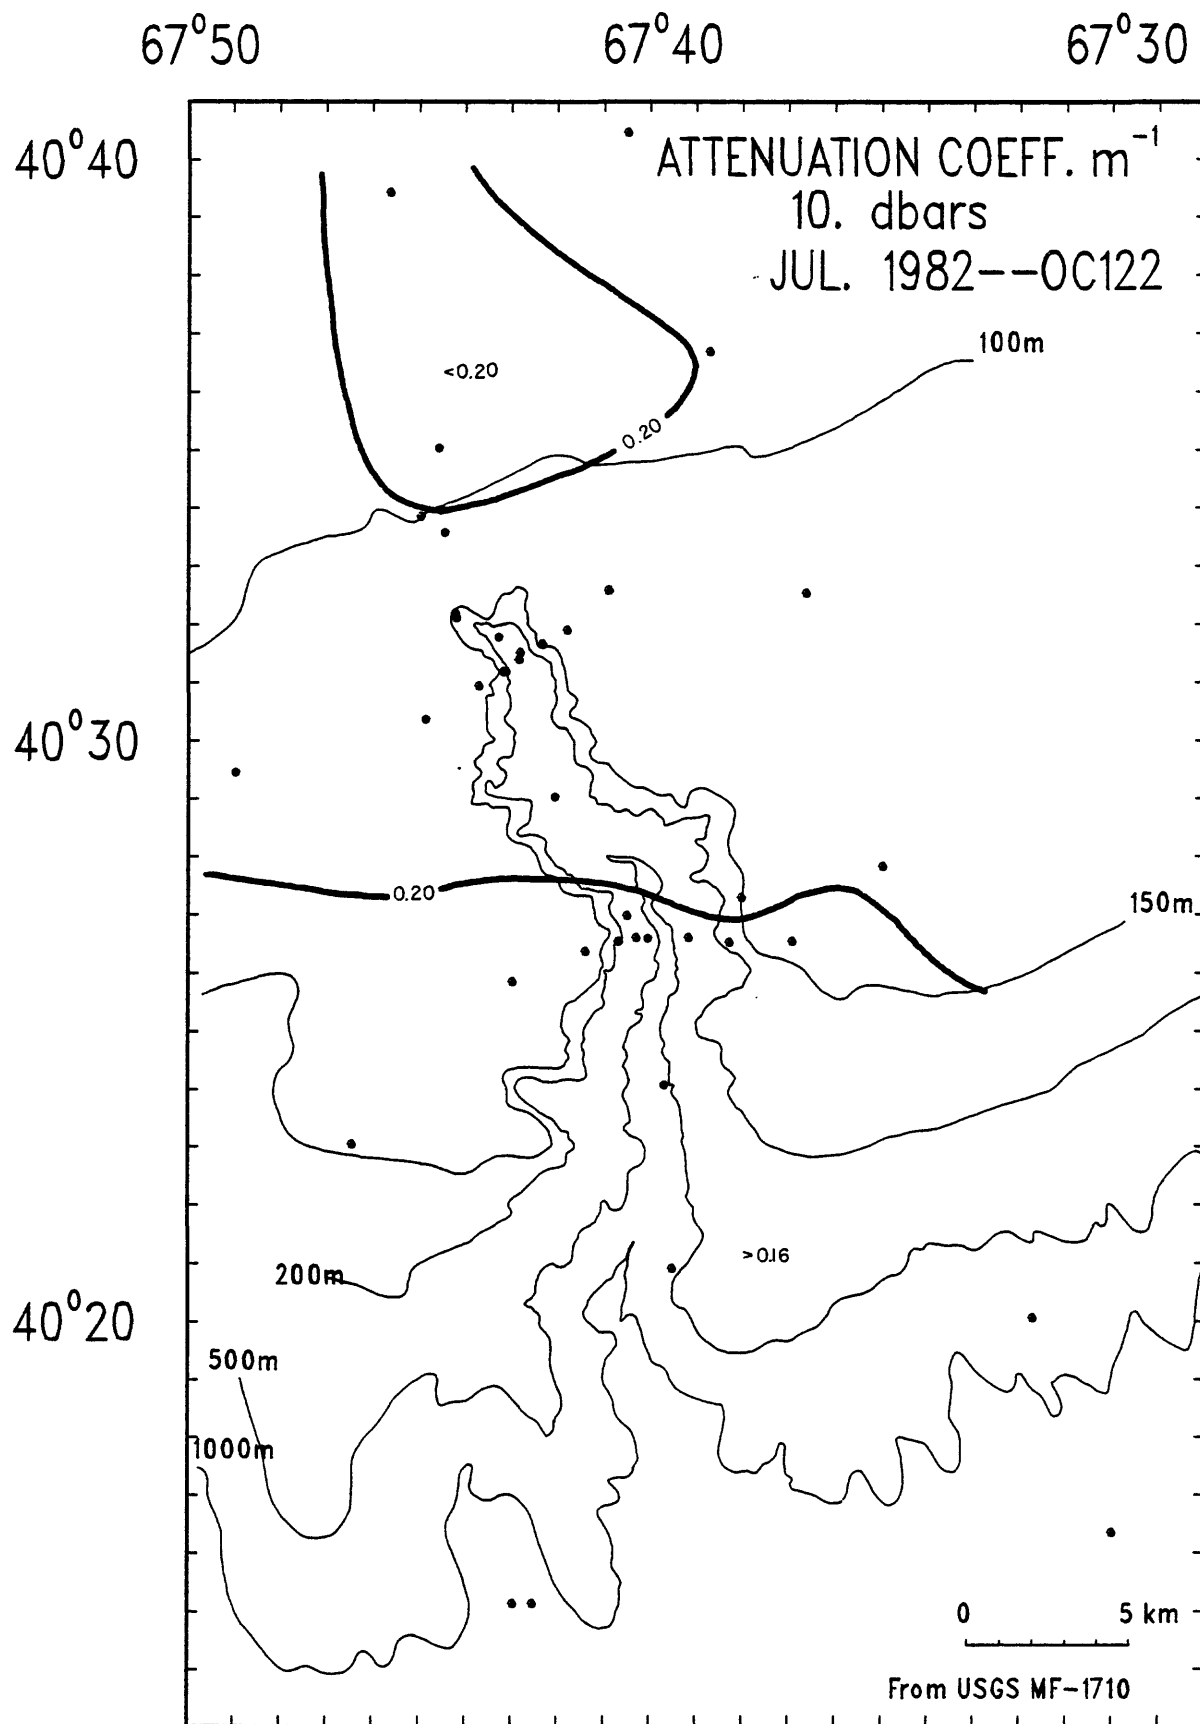 67°50 67°40 67°30
40°40
ATTENUATION COEFF. m⁻¹
10. dbars
JUL. 1982--OC122
100m
<0.20
0.20
40°30
0.20
150m
>0.16
200m
40°20
500m
1000m
0 5 km
From USGS MF-1710